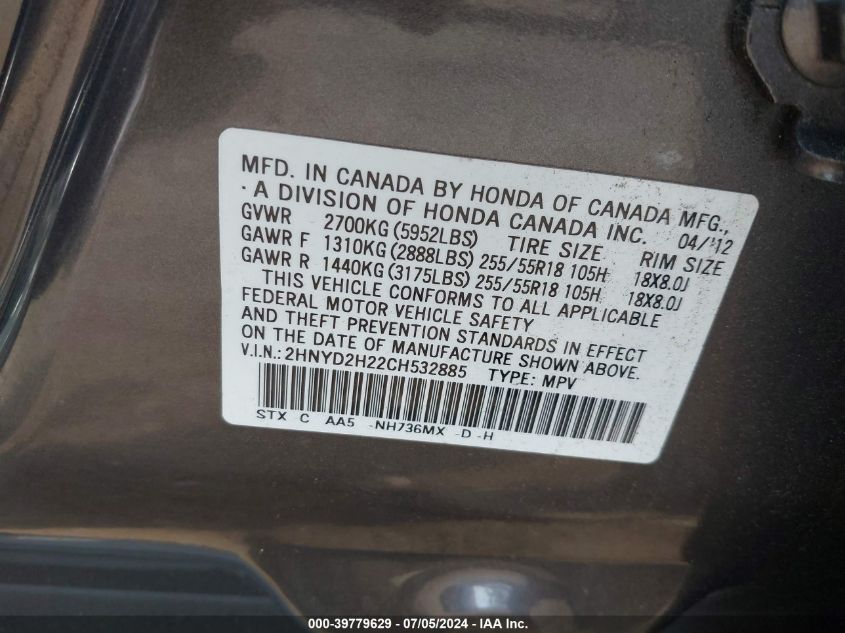 MFD. IN CANADA BY HONDA OF CANADA MFG.,
· A DIVISION OF HONDA CANADA INC. 04/'12
GVWR 2700KG (5952LBS) TIRE SIZE RIM SIZE
GAWR F 1310KG (2888LBS) 255/55R18 105H 18X8.0J
GAWR R 1440KG (3175LBS) 255/55R18 105H 18X8.0J
THIS VEHICLE CONFORMS TO ALL APPLICABLE
FEDERAL MOTOR VEHICLE SAFETY
AND THEFT PREVENTION STANDARDS IN EFFECT
ON THE DATE OF MANUFACTURE SHOWN ABOVE.
V.I.N.: 2HNYD2H22CH532885 TYPE: MPV
STX C AA5 -NH736MX -D -H
000-39779629 - 07/05/2024 - IAA Inc.